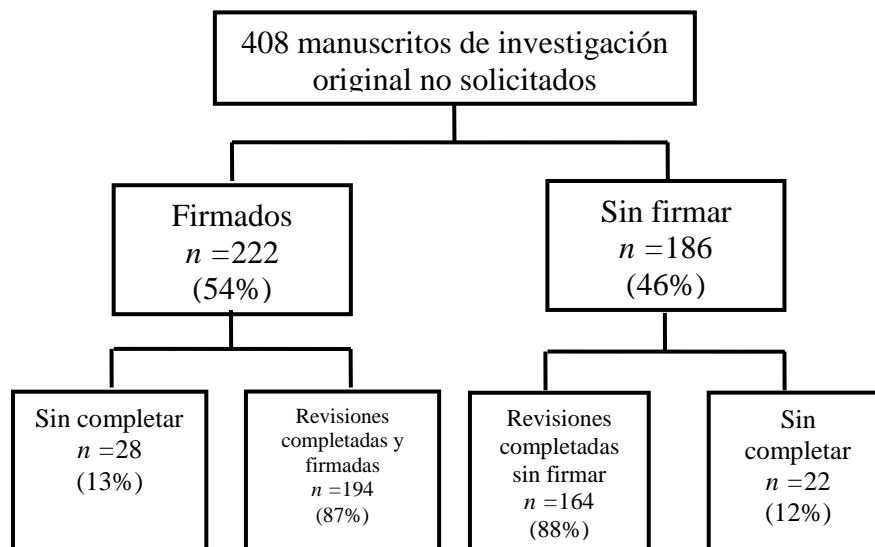 408 manuscritos de investigación
original no solicitados
Firmados
n =222
(54%)
Sin firmar
n =186
(46%)
Sin completar
n =28
(13%)
Revisiones
completadas y
firmadas
n =194
(87%)
Revisiones
completadas
sin firmar
n =164
(88%)
Sin
completar
n =22
(12%)